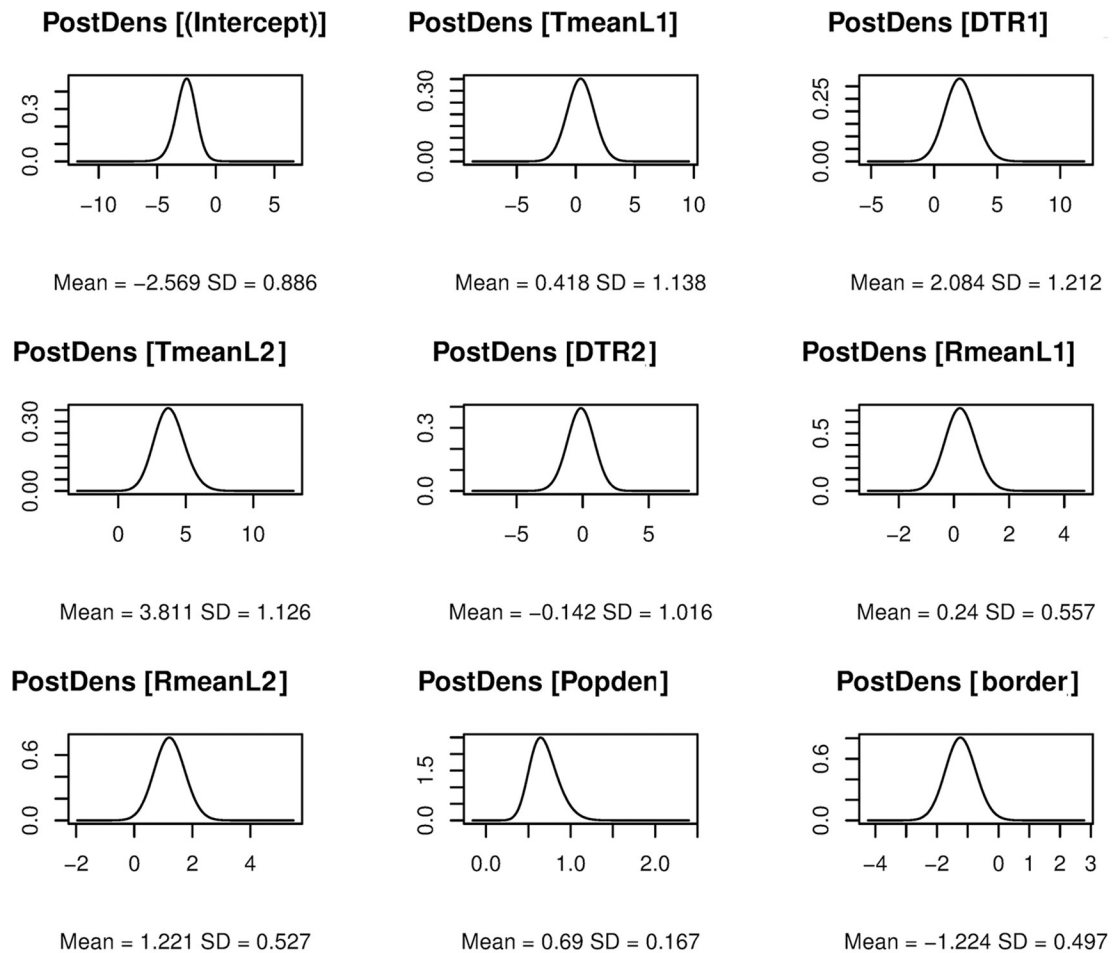 PostDens [(Intercept)] PostDens [TmeanL1] PostDens [DTR1]
0.0 0.3 0.00 0.30 0.00 0.25
−10 −5 0 5 −5 0 5 10 −5 0 5 10
Mean = −2.569 SD = 0.886 Mean = 0.418 SD = 1.138 Mean = 2.084 SD = 1.212
PostDens [TmeanL2] PostDens [DTR2] PostDens [RmeanL1]
0.00 0.30 0.0 0.3 0.0 0.5
0 5 10 −5 0 5 −2 0 2 4
Mean = 3.811 SD = 1.126 Mean = −0.142 SD = 1.016 Mean = 0.24 SD = 0.557
PostDens [RmeanL2] PostDens [Popden] PostDens [border]
0.0 0.6 0.0 1.5 0.0 0.6
−2 0 2 4 0.0 1.0 2.0 −4 −2 0 1 2 3
Mean = 1.221 SD = 0.527 Mean = 0.69 SD = 0.167 Mean = −1.224 SD = 0.497